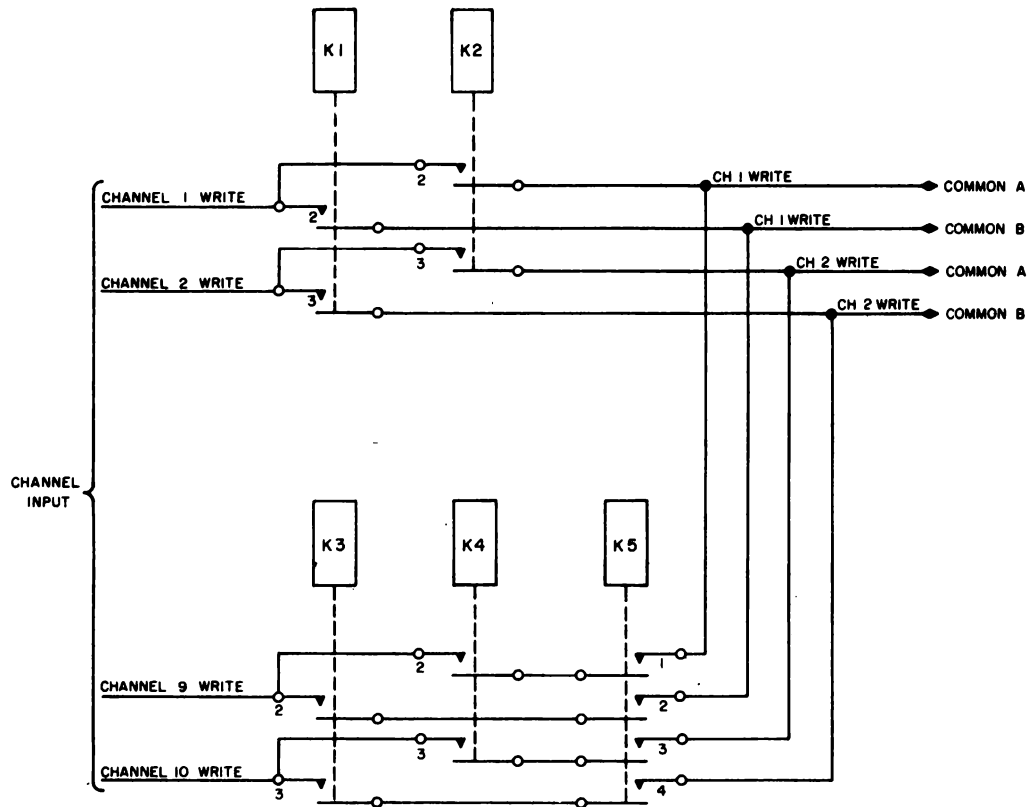 K1
K2
2
CH 1 WRITE
COMMON A
CHANNEL 1 WRITE
2
CH 1 WRITE
COMMON B
3
CH 2 WRITE
COMMON A
CHANNEL 2 WRITE
3
CH 2 WRITE
COMMON B
CHANNEL
INPUT
K3
K4
K5
2
1
CHANNEL 9 WRITE
2
2
3
3
CHANNEL 10 WRITE
3
4